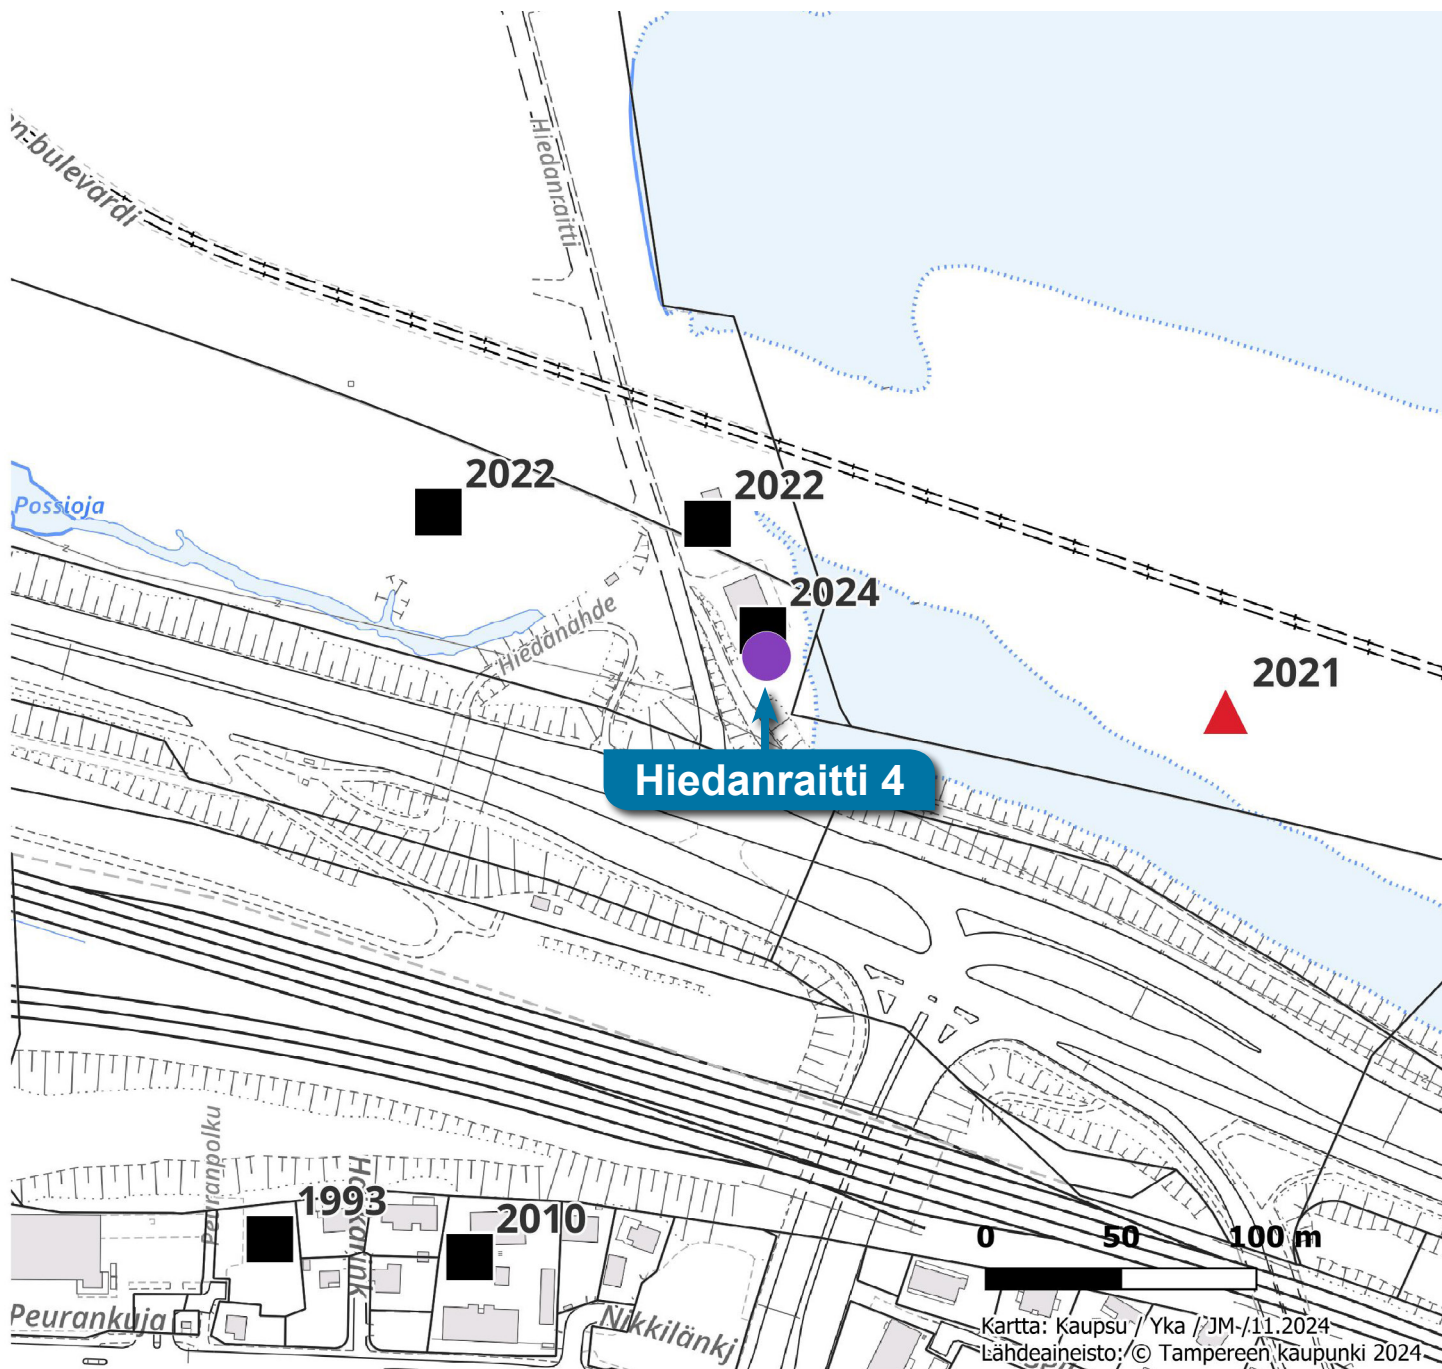 Hiedanraitti
n-bulevardi
2022
2022
Possioja
2024
Hiedanahde
2021
Hiedanraitti 4
Peuranpolku
1993
2010
0 50 100 m
Peurankuja
Nikkilänkj
Kartta: Kaupsu / Yka / JM /11.2024
Lähdeaineisto: © Tampereen kaupunki 2024